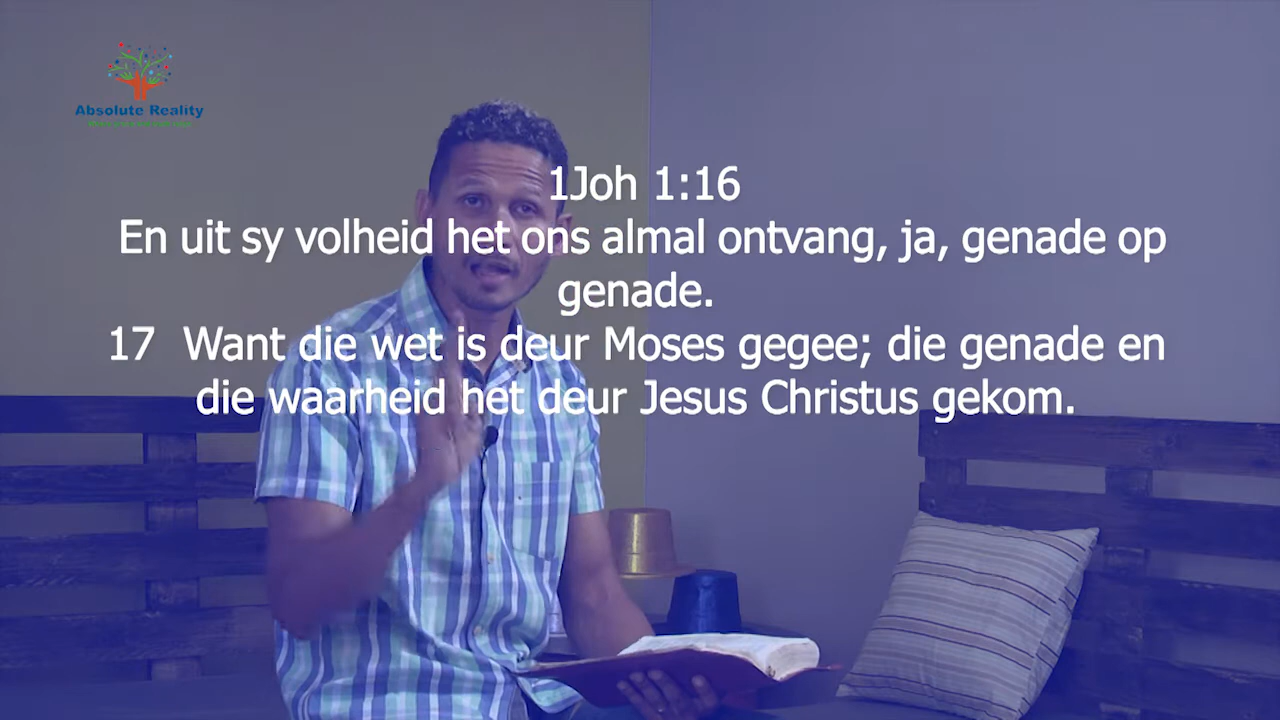 Absolute Reality
1Joh 1:16
En uit sy volheid het ons almal ontvang, ja, genade op
genade.
17 Want die wet is deur Moses gegee; die genade en
die waarheid het deur Jesus Christus gekom.